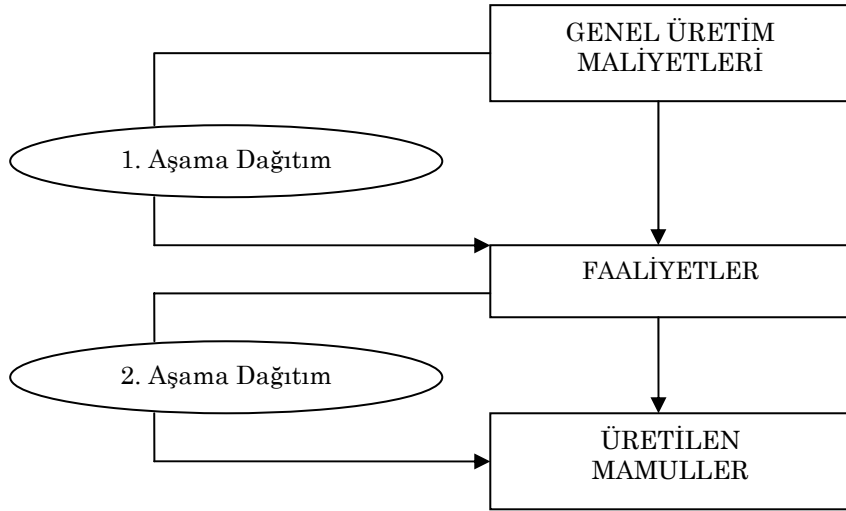 GENEL ÜRETİM
MALİYETLERİ
1. Aşama Dağıtım
FAALİYETLER
2. Aşama Dağıtım
ÜRETİLEN
MAMULLER